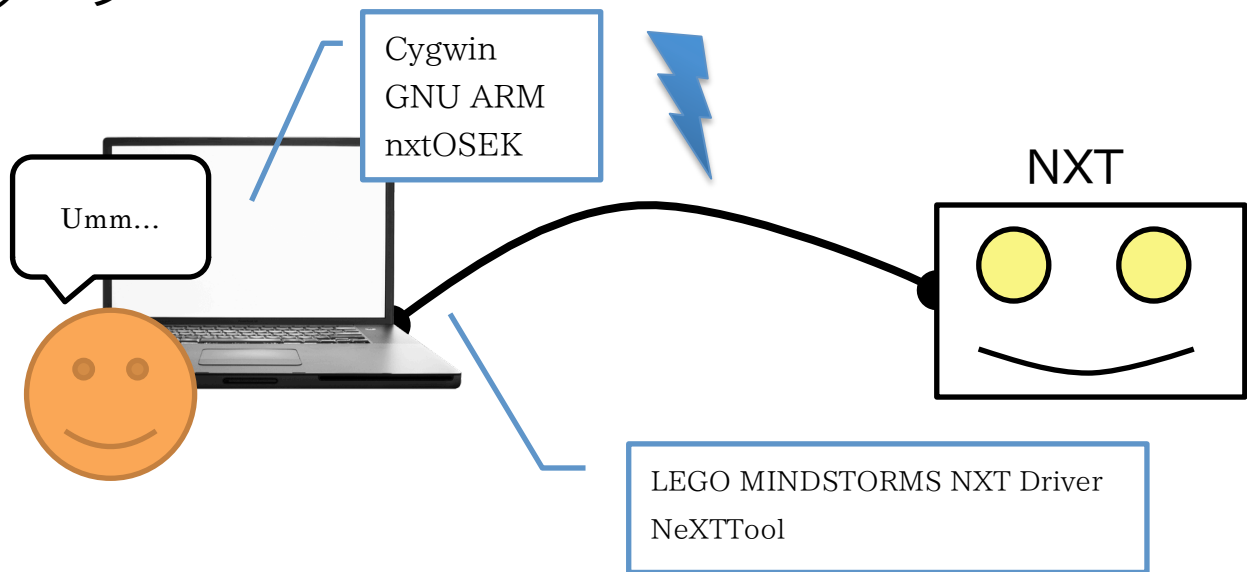 Cygwin
GNU ARM
nxtOSEK
NXT
Umm...
LEGO MINDSTORMS NXT Driver
NeXTTool